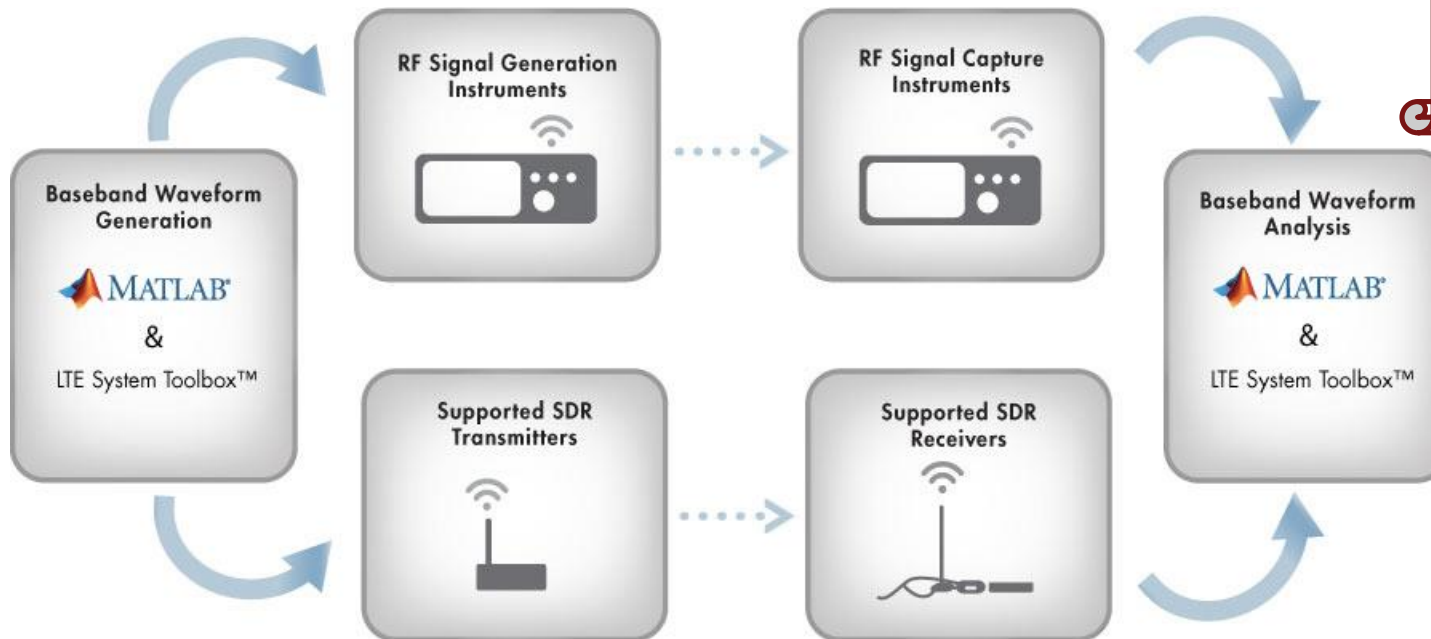 RF Signal Generation
Instruments
RF Signal Capture
Instruments
Baseband Waveform
Generation
MATLAB®
&
LTE System Toolbox™
Baseband Waveform
Analysis
MATLAB®
&
LTE System Toolbox™
Supported SDR
Transmitters
Supported SDR
Receivers